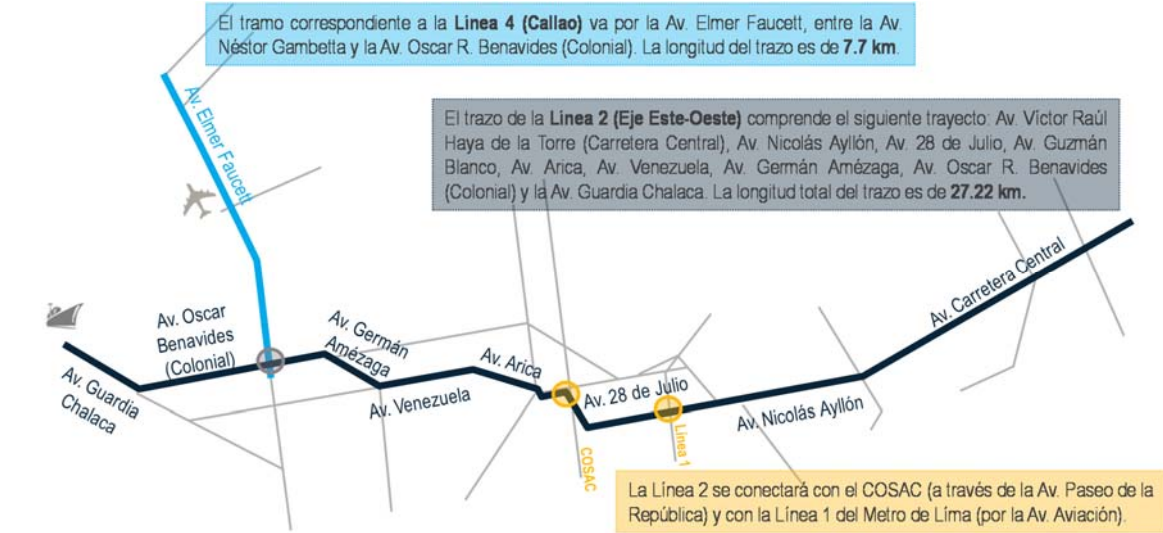 El tramo correspondiente a la Línea 4 (Callao) va por la Av. Elmer Faucett, entre la Av.
Néstor Gambetta y la Av. Oscar R. Benavides (Colonial). La longitud del trazo es de 7.7 km.
El trazo de la Línea 2 (Eje Este-Oeste) comprende el siguiente trayecto: Av. Víctor Raúl
Haya de la Torre (Carretera Central), Av. Nicolás Ayllón, Av. 28 de Julio, Av. Guzmán
Blanco, Av. Arica, Av. Venezuela, Av. Germán Amézaga, Av. Oscar R. Benavides
(Colonial) y la Av. Guardia Chalaca. La longitud total del trazo es de 27.22 km.
Av. Elmer Faucett
Av. Carretera Central
Av. Oscar
Benavides
(Colonial)
Av. Germán
Amézaga
Av. Arica
Av. Guardia
Chalaca
Av. Venezuela
Av. 28 de Julio
Av. Nicolás Ayllón
COSAC
Línea 1
La Línea 2 se conectará con el COSAC (a través de la Av. Paseo de la
República) y con la Línea 1 del Metro de Líma (por la Av. Aviación).